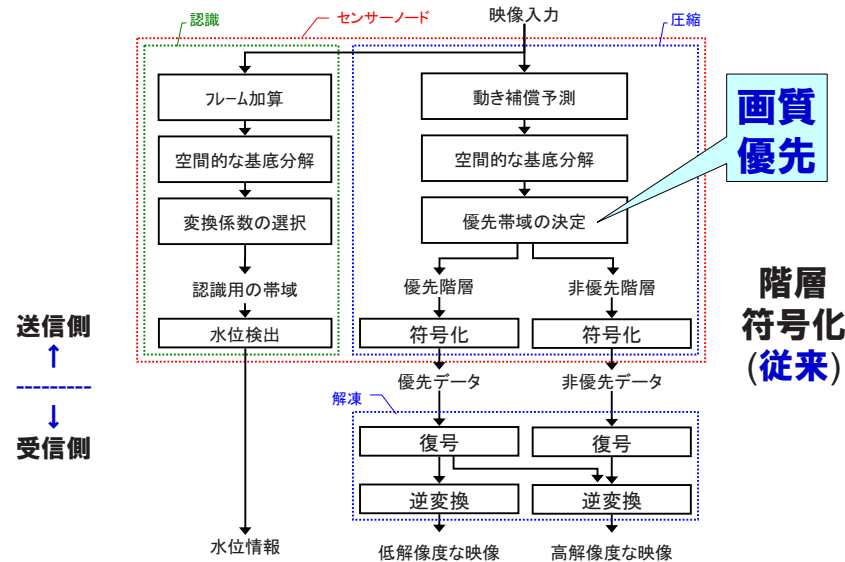 認識
センサーノード
映像入力
圧縮
フレーム加算
動き補償予測
画質
優先
空間的な基底分解
空間的な基底分解
変換係数の選択
優先帯域の決定
認識用の帯域
優先階層
非優先階層
階層
符号化
(従来)
送信側
↑
水位検出
符号化
符号化
---------
優先データ
非優先データ
↓
受信側
解凍
復号
復号
逆変換
逆変換
水位情報
低解像度な映像
高解像度な映像